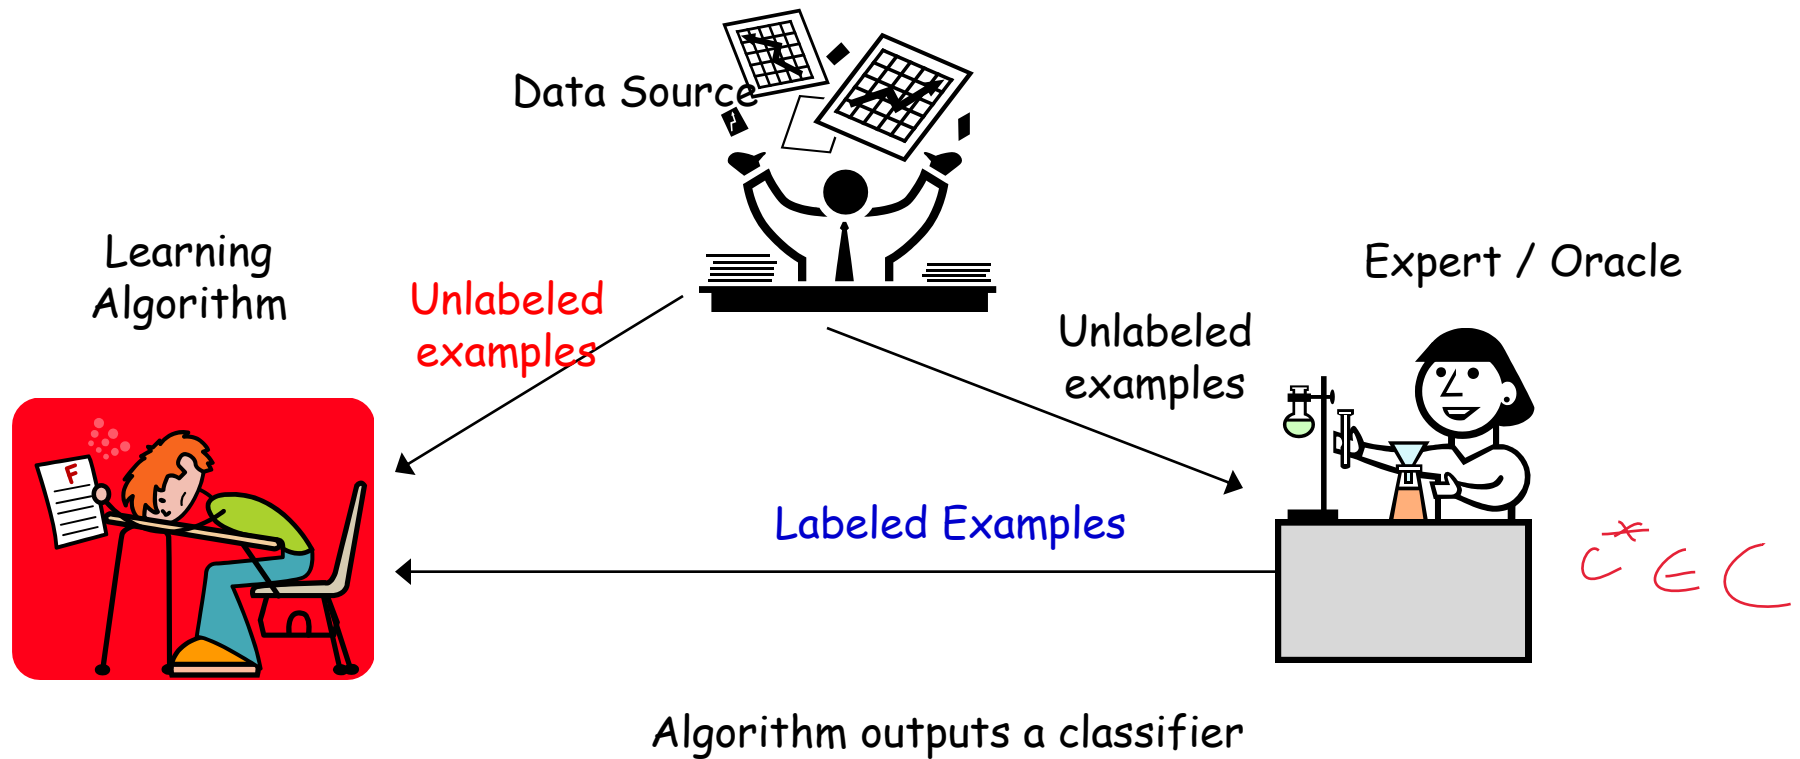 Data Source
Learning
Algorithm
Unlabeled
examples
Expert / Oracle
Unlabeled
examples
F
Labeled Examples
c* ∈ C
Algorithm outputs a classifier